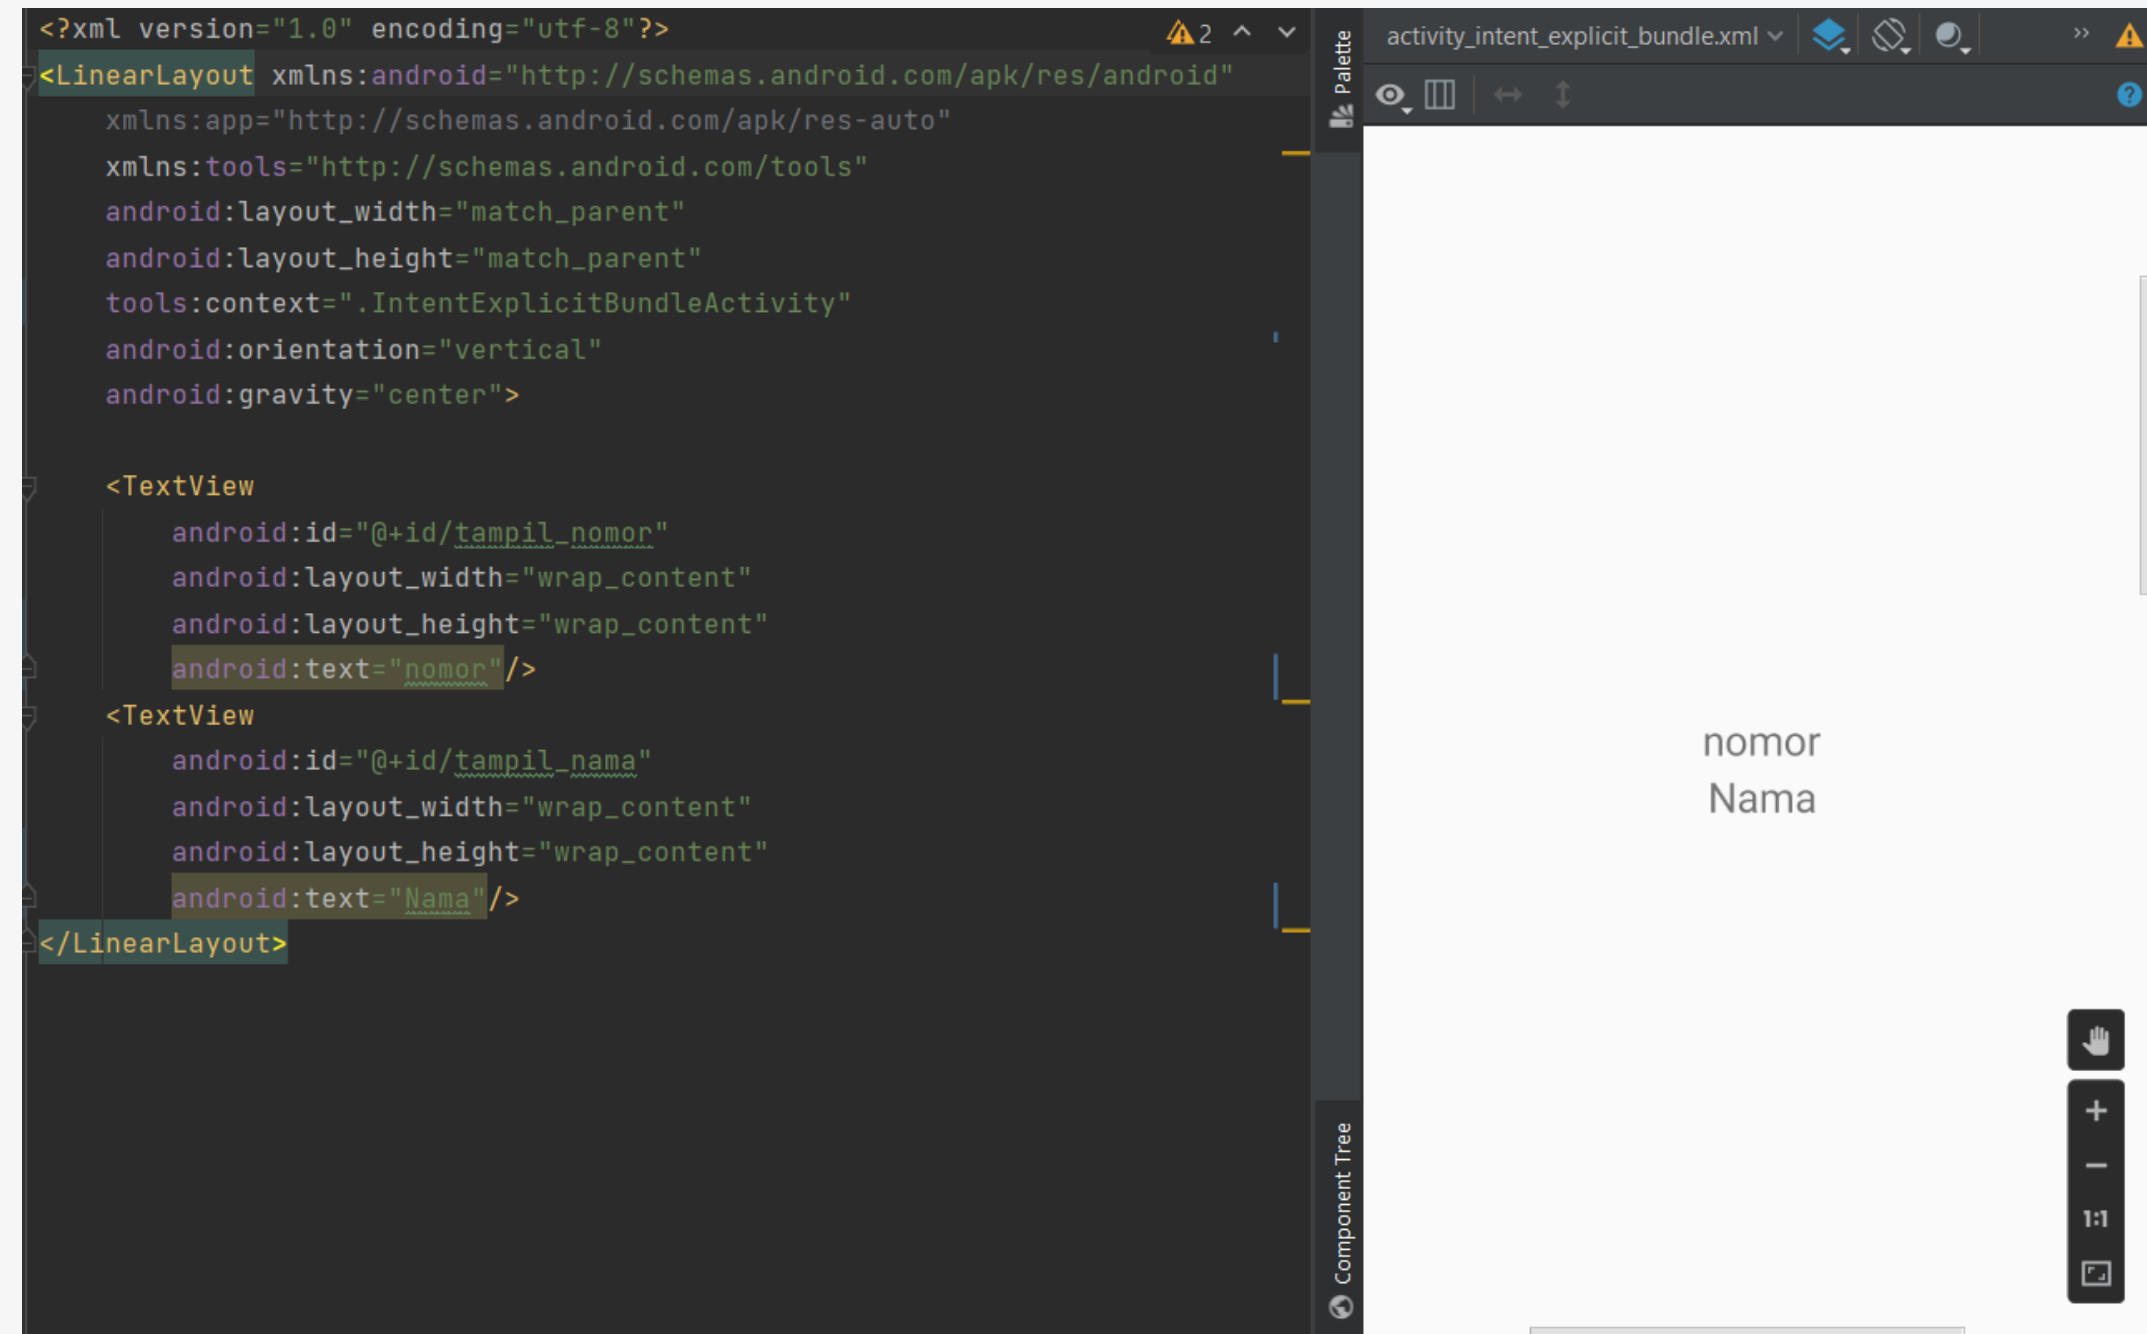 <?xml version="1.0" encoding="utf-8"?>
<LinearLayout xmlns:android="http://schemas.android.com/apk/res/android"
    xmlns:app="http://schemas.android.com/apk/res-auto"
    xmlns:tools="http://schemas.android.com/tools"
    android:layout_width="match_parent"
    android:layout_height="match_parent"
    tools:context=".IntentExplicitBundleActivity"
    android:orientation="vertical"
    android:gravity="center">

    <TextView
        android:id="@+id/tampil_nomor"
        android:layout_width="wrap_content"
        android:layout_height="wrap_content"
        android:text="nomor"/>
    <TextView
        android:id="@+id/tampil_nama"
        android:layout_width="wrap_content"
        android:layout_height="wrap_content"
        android:text="Nama"/>
</LinearLayout>
2
Palette
Component Tree
activity_intent_explicit_bundle.xml
nomor
Nama
1:1